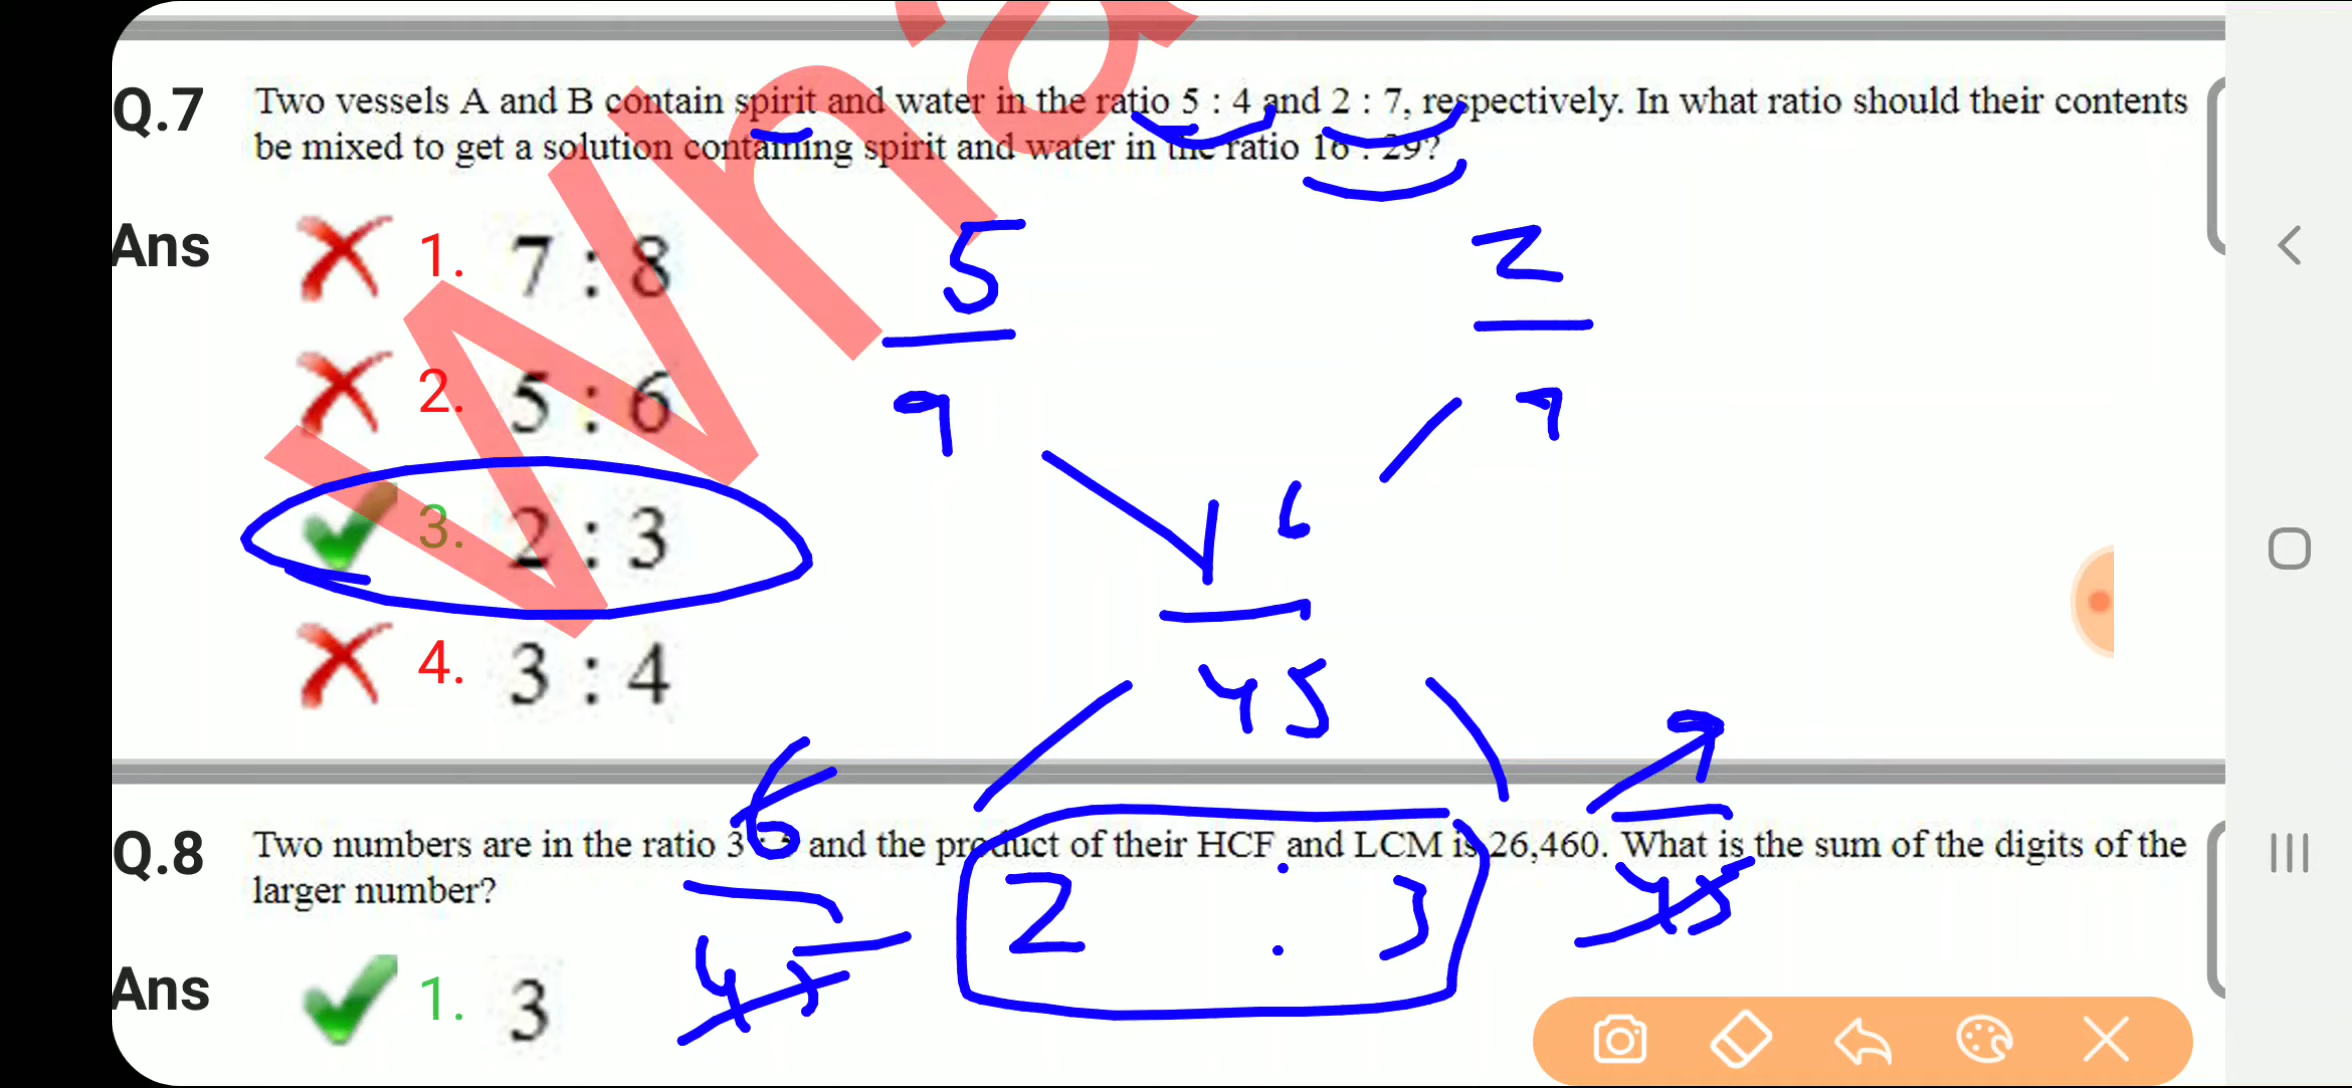 Q.7 Two vessels A and B contain spirit and water in the ratio 5 : 4 and 2 : 7, respectively. In what ratio should their contents
be mixed to get a solution containing spirit and water in the ratio 16 : 29?
Ans
1. 7 : 8
2. 5 : 6
3. 2 : 3
4. 3 : 4
5
9
2
9
16
45
6
45
9
45
2 : 3
Q.8 Two numbers are in the ratio 3 : and the product of their HCF and LCM is 26,460. What is the sum of the digits of the
larger number?
Ans
1. 3
Wha